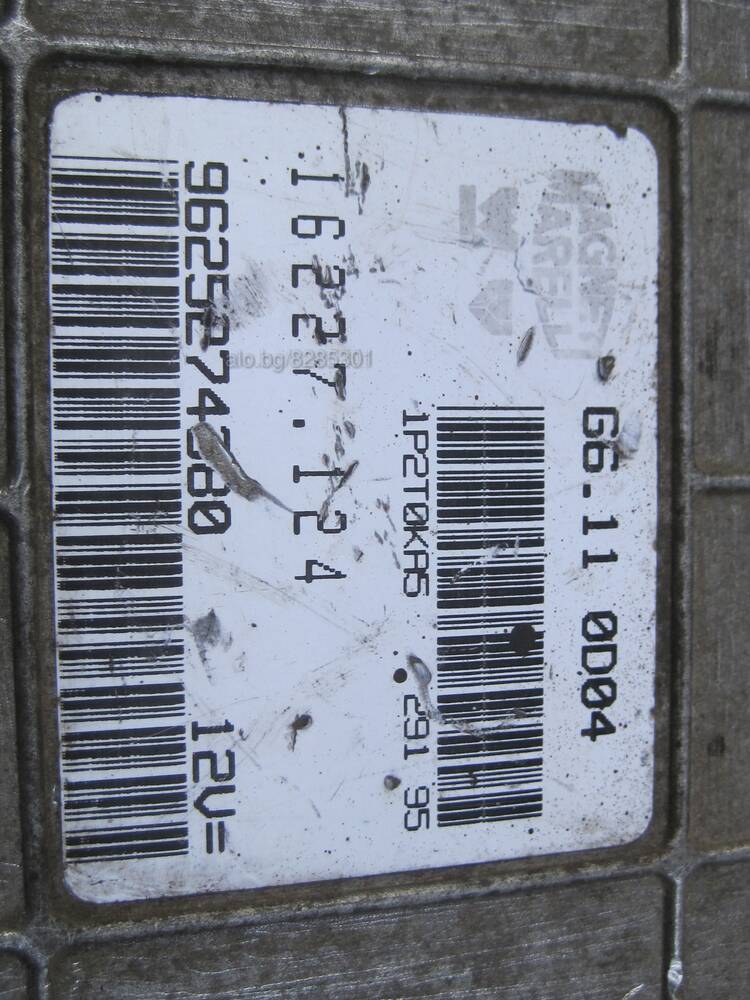 MAGNETI
MARELLI
G6.11 0D04
1P2T0KA5 291 95
16227.124
9625274380 12V=
alo.bg/8285301